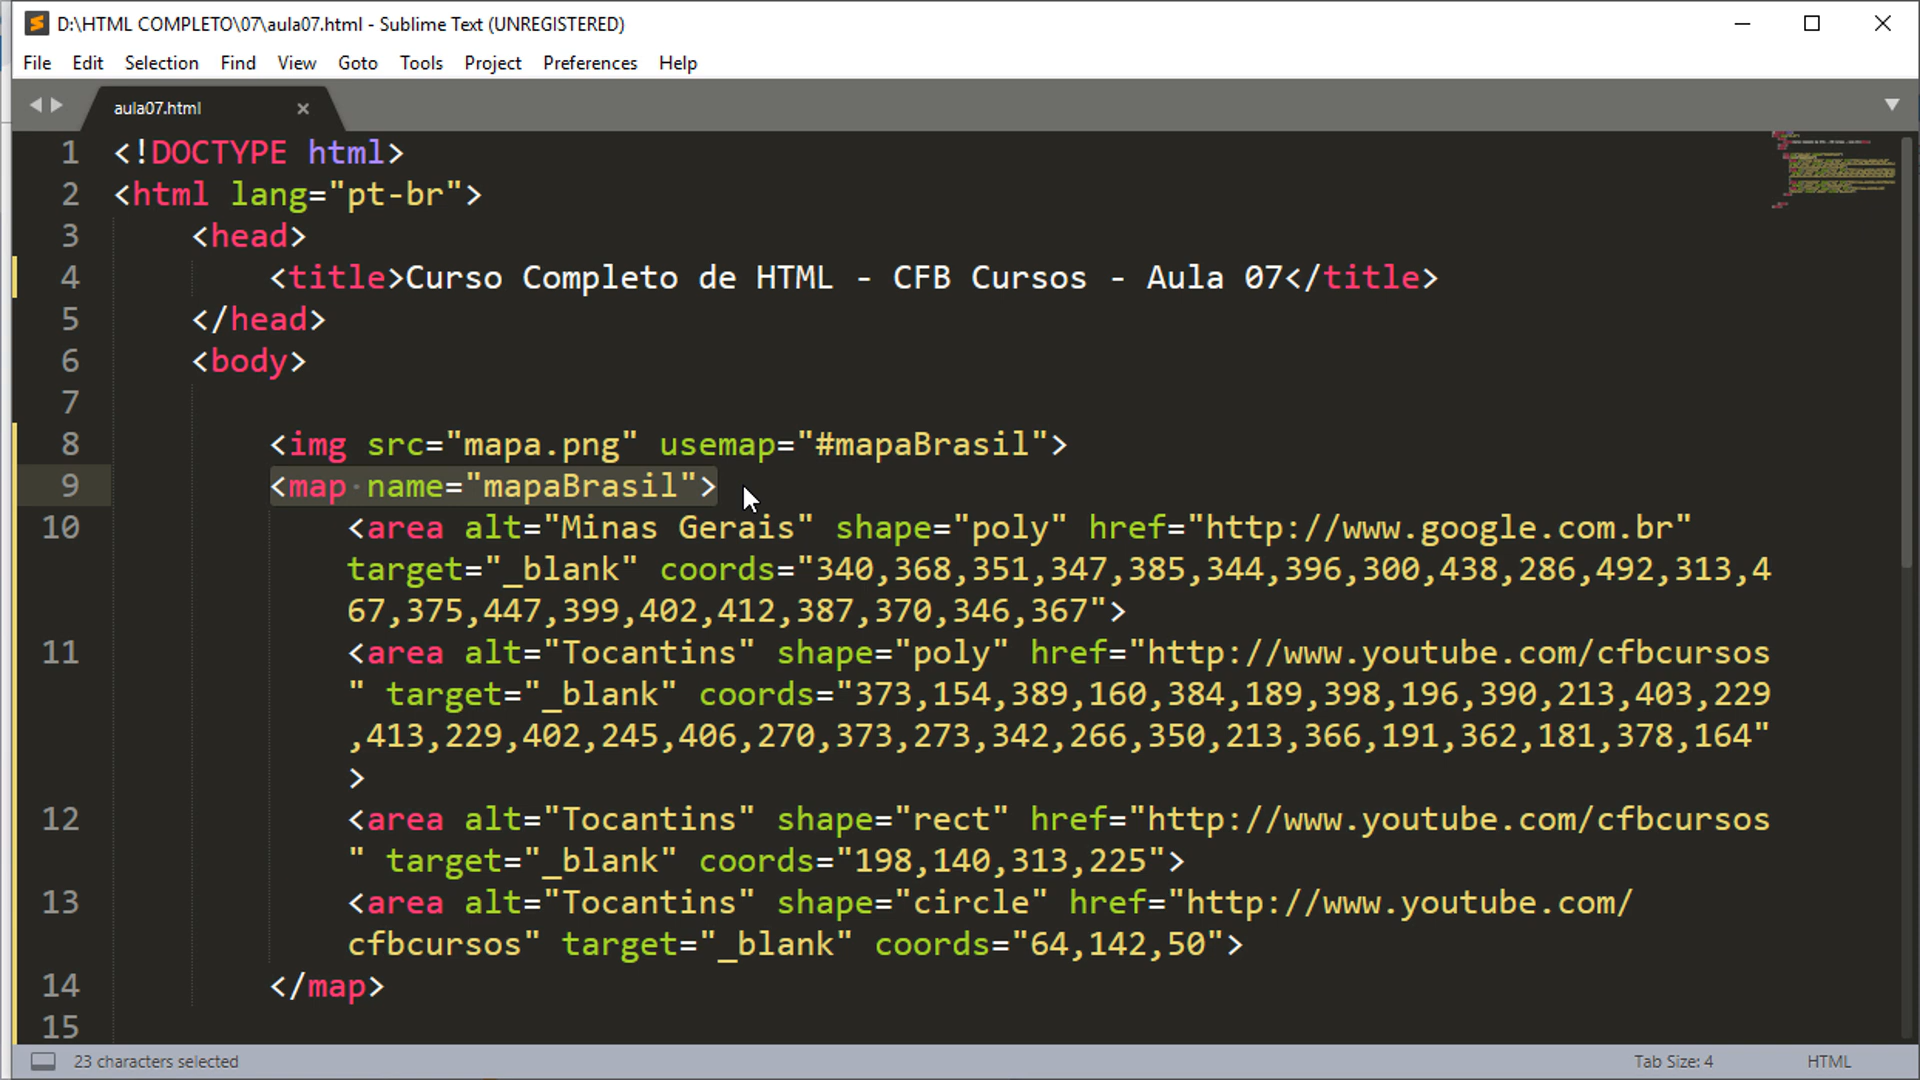 D:\HTML COMPLETO\07\aula07.html - Sublime Text (UNREGISTERED)
File Edit Selection Find View Goto Tools Project Preferences Help
aula07.html
1 <!DOCTYPE html>
2 <html lang="pt-br">
3 <head>
4 <title>Curso Completo de HTML - CFB Cursos - Aula 07</title>
5 </head>
6 <body>
7
8 <img src="mapa.png" usemap="#mapaBrasil">
9 <map name="mapaBrasil">
10 <area alt="Minas Gerais" shape="poly" href="http://www.google.com.br"
target="_blank" coords="340,368,351,347,385,344,396,300,438,286,492,313,4
67,375,447,399,402,412,387,370,346,367">
11 <area alt="Tocantins" shape="poly" href="http://www.youtube.com/cfbcursos
" target="_blank" coords="373,154,389,160,384,189,398,196,390,213,403,229
,413,229,402,245,406,270,373,273,342,266,350,213,366,191,362,181,378,164"
>
12 <area alt="Tocantins" shape="rect" href="http://www.youtube.com/cfbcursos
" target="_blank" coords="198,140,313,225">
13 <area alt="Tocantins" shape="circle" href="http://www.youtube.com/
cfbcursos" target="_blank" coords="64,142,50">
14 </map>
15
23 characters selected Tab Size: 4 HTML